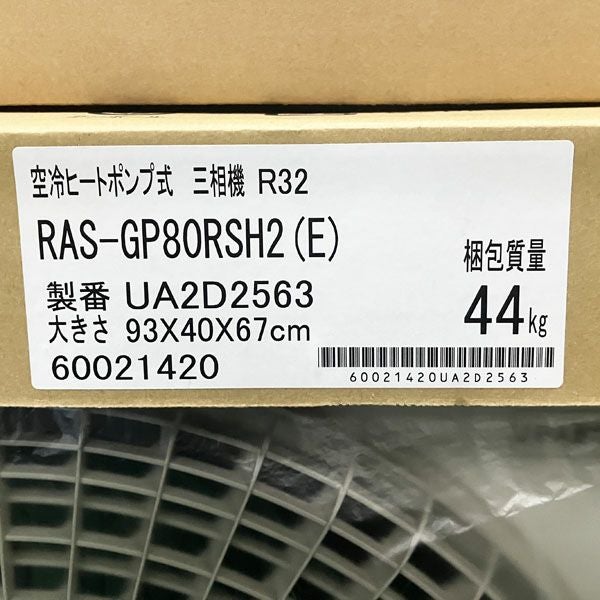 空冷ヒートポンプ式 三相機 R32
RAS-GP80RSH2(E)
製番 UA2D2563
大きさ 93X40X67cm
60021420
梱包質量
44kg
60021420UA2D2563